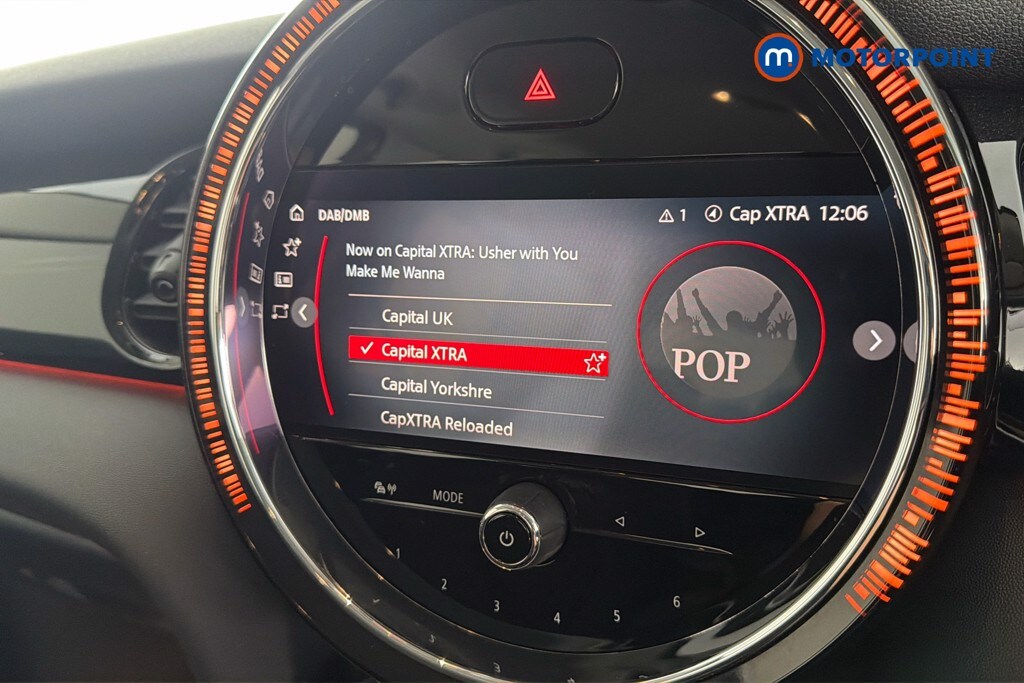 m MOTORPOINT
DAB/DMB
1 Cap XTRA 12:06
Now on Capital XTRA: Usher with You
Make Me Wanna
Capital UK
Capital XTRA
Capital Yorkshre
CapXTRA Reloaded
POP
MODE
1 2 3 4 5 6